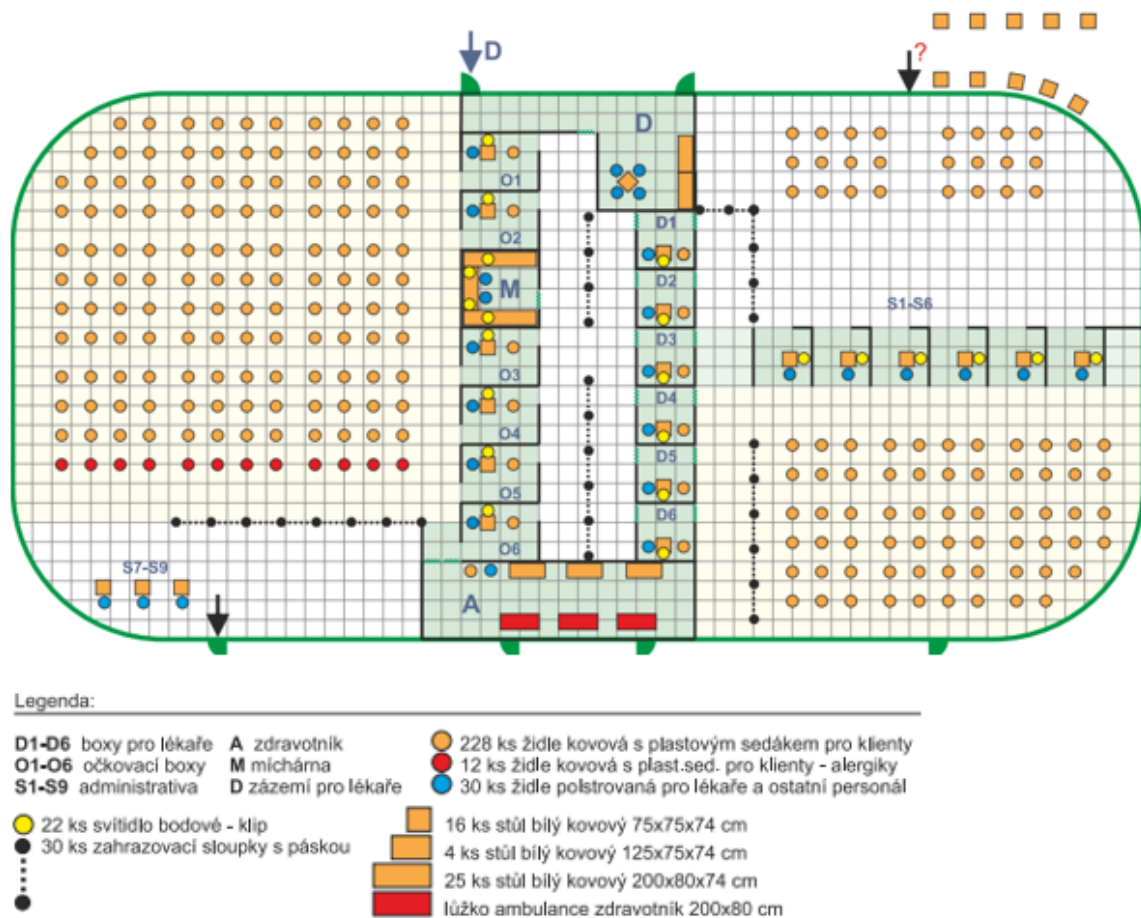 D
?
D
O1
O2
D1
M
D2
S1-S6
O3
D3
O4
D4
O5
D5
O6
D6
S7-S9
A
Legenda:
D1-D6 boxy pro lékaře
O1-O6 očkovací boxy
S1-S9 administrativa
A zdravotník
M míchárna
D zázemí pro lékaře
228 ks židle kovová s plastovým sedákem pro klienty
12 ks židle kovová s plast.sed. pro klienty - alergiky
30 ks židle polstrovaná pro lékaře a ostatní personál
22 ks svítidlo bodové - klip
30 ks zahrazovací sloupky s páskou
16 ks stůl bílý kovový 75x75x74 cm
4 ks stůl bílý kovový 125x75x74 cm
25 ks stůl bílý kovový 200x80x74 cm
lůžko ambulance zdravotník 200x80 cm